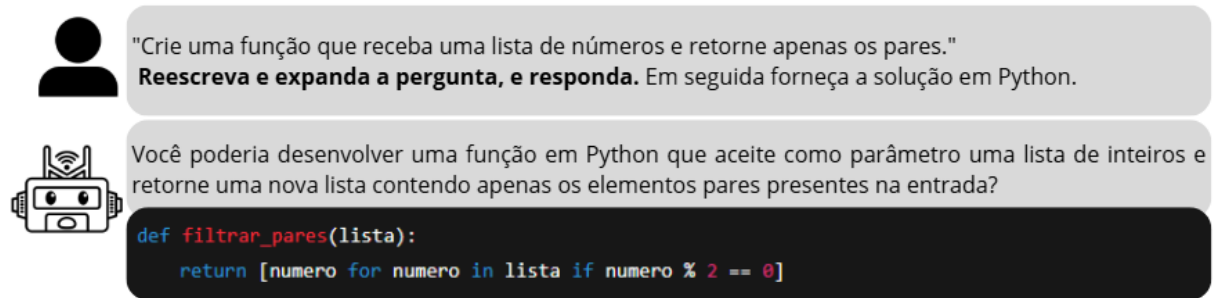 "Crie uma função que receba uma lista de números e retorne apenas os pares."
Reescreva e expanda a pergunta, e responda. Em seguida forneça a solução em Python.
Você poderia desenvolver uma função em Python que aceite como parâmetro uma lista de inteiros e
retorne uma nova lista contendo apenas os elementos pares presentes na entrada?
def filtrar_pares(lista):
    return [numero for numero in lista if numero % 2 == 0]